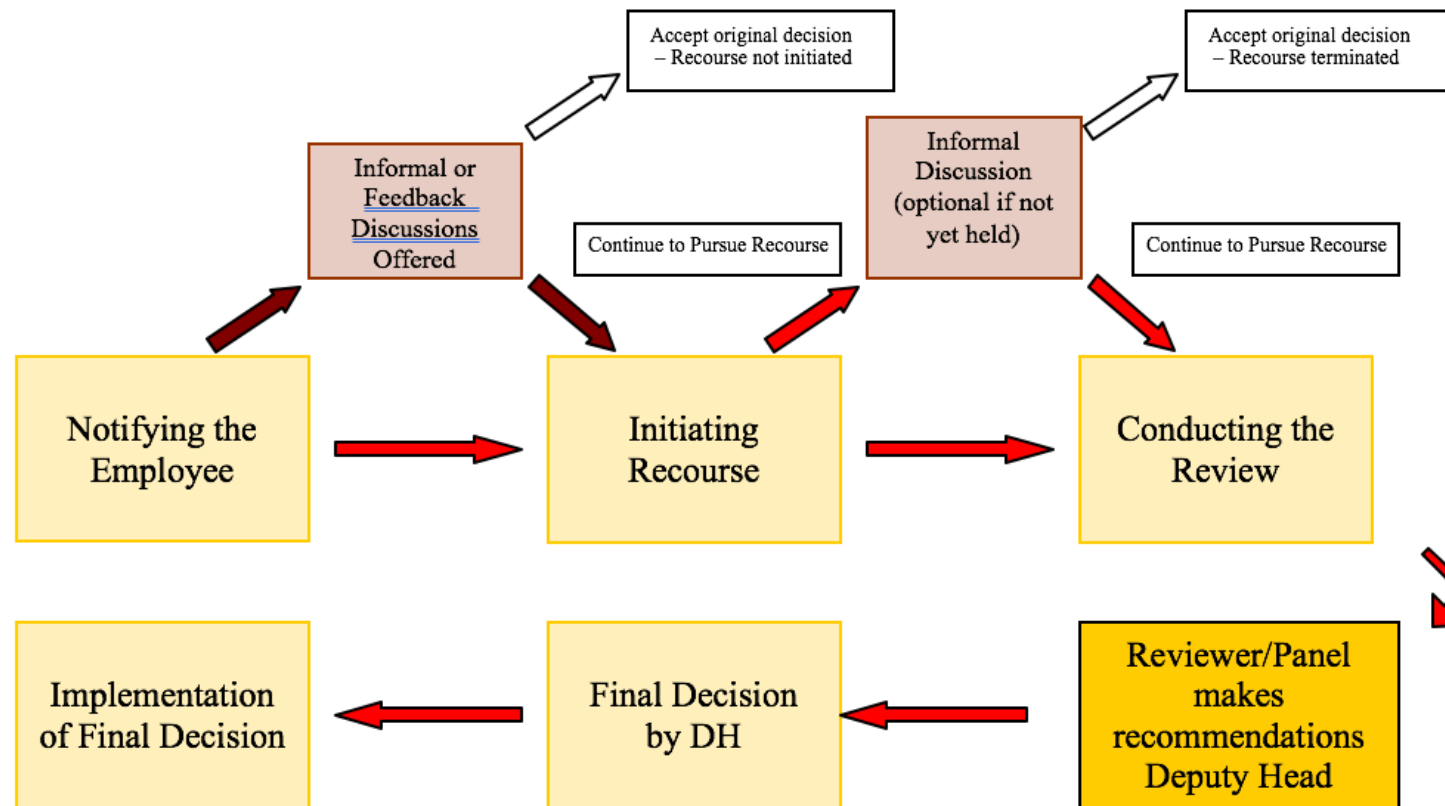 Accept original decision
– Recourse not initiated
Accept original decision
– Recourse terminated
Informal or
Feedback
Discussions
Offered
Continue to Pursue Recourse
Informal
Discussion
(optional if not
yet held)
Continue to Pursue Recourse
Notifying the
Employee
Initiating
Recourse
Conducting the
Review
Implementation
of Final Decision
Final Decision
by DH
Reviewer/Panel
makes
recommendations
Deputy Head